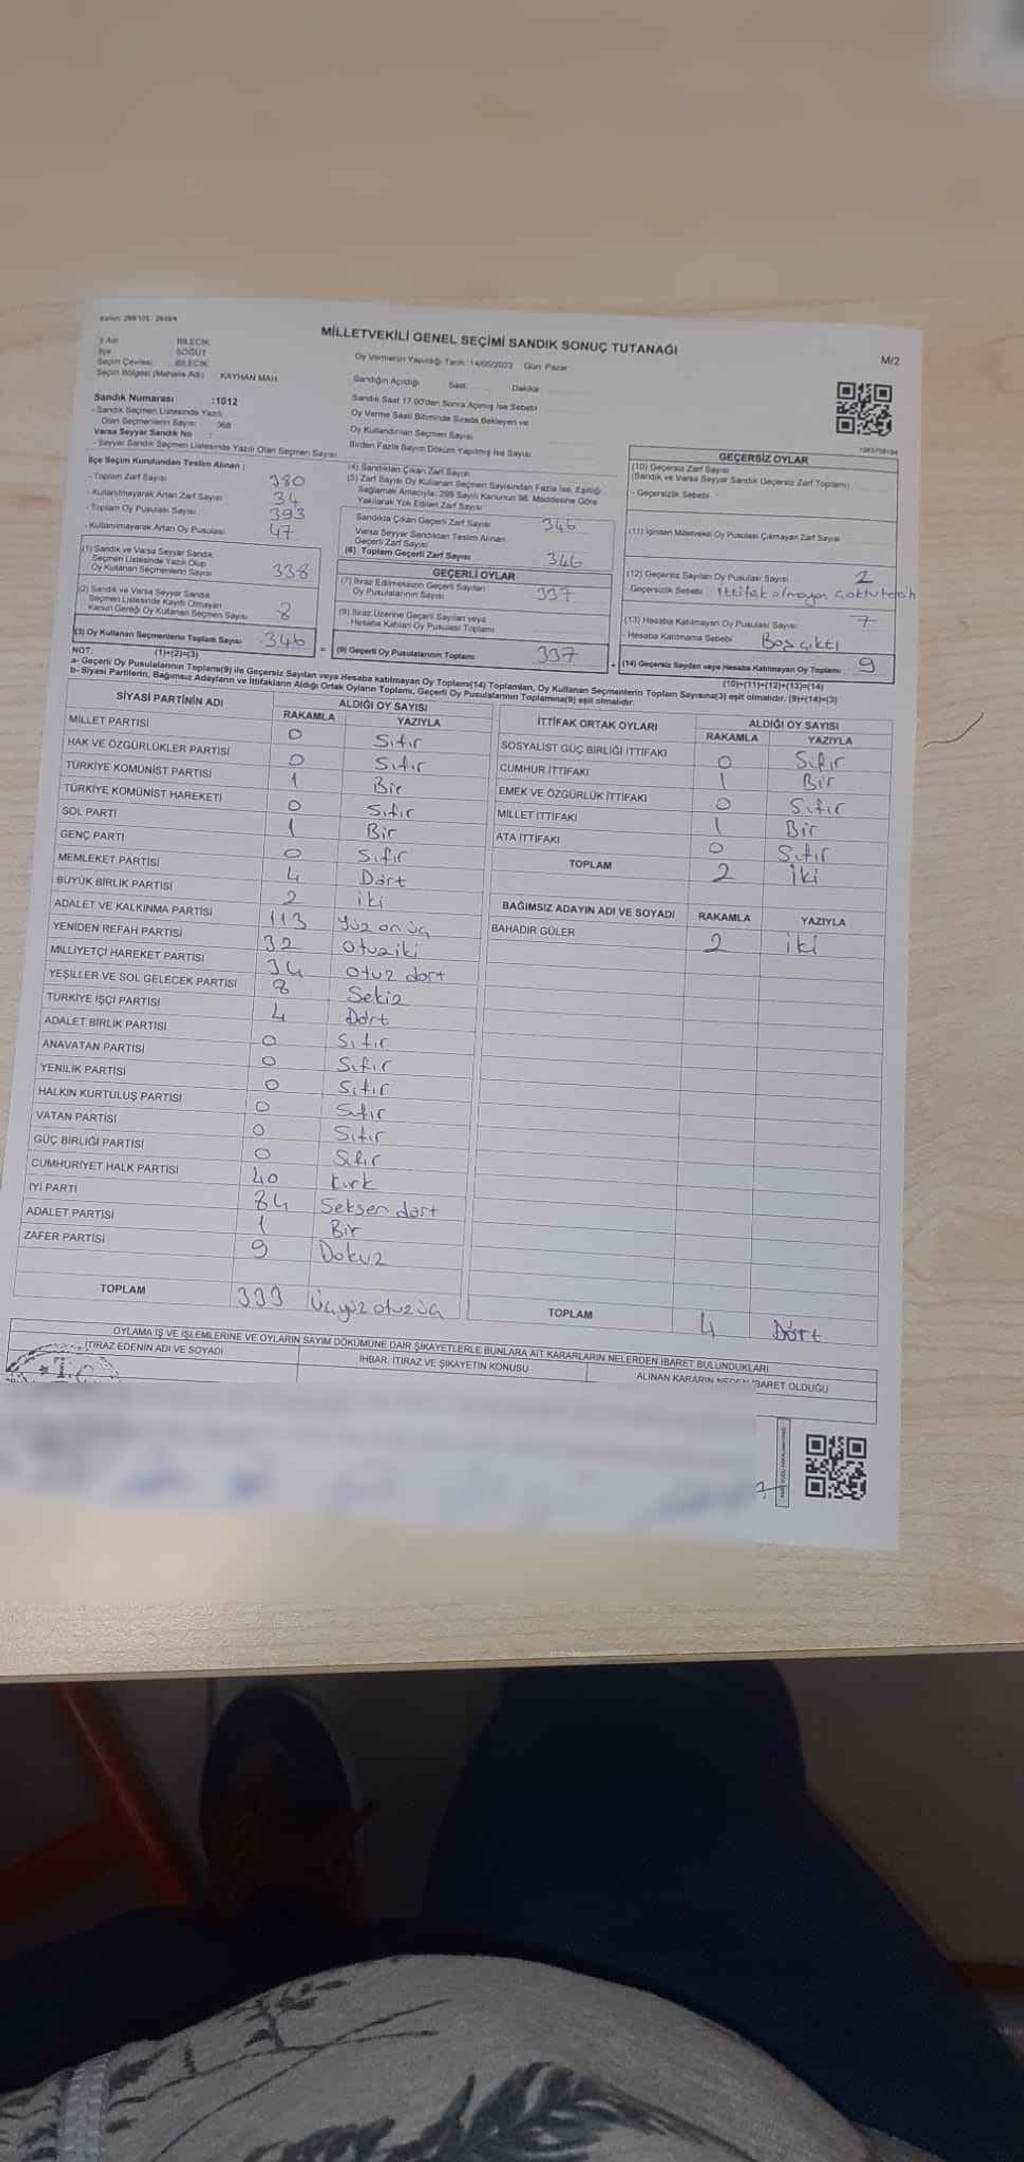 MİLLETVEKİLİ GENEL SEÇİMİ SANDIK SONUÇ TUTANAĞI
M/2
İlçe SÖĞÜT
Seçim Çevresi BİLECİK
Seçim Bölgesi (Mahalle Adı) : KAYHAN MAH.
Oy Vermenin Yapıldığı Tarih: 14/05/2023 Gün: Pazar
Sandığın Açıldığı Saat: Dakika
Sandık Saat 17.00'den Sonra Açılmış İse Sebebi
Oy Verme Saati Bitiminde Sırada Bekleyen ve
Oy Kullandırılan Seçmen Sayısı
Birden Fazla Sayım Döküm Yapılmış İse Sayısı
Sandık Numarası :1012
- Sandık Seçmen Listesinde Yazılı
Olan Seçmenlerin Sayısı 368
Varsa Seyyar Sandık No :
- Seyyar Sandık Seçmen Listesinde Yazılı Olan Seçmen Sayısı
İlçe Seçim Kurulundan Teslim Alınan ;
- Toplam Zarf Sayısı 380
- Kullanılmayarak Artan Zarf Sayısı 34
- Toplam Oy Pusulası Sayısı 393
- Kullanılmayarak Artan Oy Pusulası 47
(1) Sandık ve Varsa Seyyar Sandık
Seçmen Listesinde Yazılı Olup
Oy Kullanan Seçmenlerin Sayısı 338
(2) Sandık ve Varsa Seyyar Sandık
Seçmen Listesinde Kayıtlı Olmayan
Kanun Gereği Oy Kullanan Seçmen Sayısı 8
(3) Oy Kullanan Seçmenlerin Toplam Sayısı 346
(1)+(2)=(3)
(4) Sandıktan Çıkan Zarf Sayısı
(5) Zarf Sayısı Oy Kullanan Seçmen Sayısından Fazla İse, Eşitliği
Sağlamak Amacıyla, 298 Sayılı Kanunun 98. Maddesine Göre
Yakılarak Yok Edilen Zarf Sayısı
Sandıkta Çıkan Geçerli Zarf Sayısı 346
Varsa Seyyar Sandıktan Teslim Alınan
Geçerli Zarf Sayısı
(6) Toplam Geçerli Zarf Sayısı 346
GEÇERLİ OYLAR
(7) İtiraz Edilmeksizin Geçerli Sayılan
Oy Pusulalarının Sayısı 337
(8) İtiraz Üzerine Geçerli Sayılan veya
Hesaba Katılan Oy Pusulası Toplamı
(9) Geçerli Oy Pusulalarının Toplamı 337
GEÇERSİZ OYLAR
(10) Geçersiz Zarf Sayısı
(Sandık ve Varsa Seyyar Sandık Geçersiz Zarf Toplamı)
- Geçersizlik Sebebi
(11) İçinden Milletvekili Oy Pusulası Çıkmayan Zarf Sayısı
(12) Geçersiz Sayılan Oy Pusulası Sayısı 2
- Geçersizlik Sebebi ittifak olmayan çoklu tercih
(13) Hesaba Katılmayan Oy Pusulası Sayısı 7
- Hesaba Katılmama Sebebi Boş çıktı
(14) Geçersiz Sayılan veya Hesaba Katılmayan Oy Toplamı 9
(10)+(11)+(12)+(13)=(14)
NOT:
a- Geçerli Oy Pusulalarının Toplamı(9) ile Geçersiz Sayılan veya Hesaba Katılmayan Oy Toplamı(14) Toplamları, Oy Kullanan Seçmenlerin Toplam Sayısına(3) eşit olmalıdır. (9)+(14)=(3)
b- Siyasi Partilerin, Bağımsız Adayların ve İttifakların Aldığı Ortak Oyların Toplamı, Geçerli Oy Pusulalarının Toplamına(9) eşit olmalıdır.
SİYASİ PARTİNİN ADI ALDIĞI OY SAYISI
RAKAMLA YAZIYLA
MİLLET PARTİSİ 0 Sıfır
HAK VE ÖZGÜRLÜKLER PARTİSİ 0 Sıfır
TÜRKİYE KOMÜNİST PARTİSİ 1 Bir
TÜRKİYE KOMÜNİST HAREKETİ 0 Sıfır
SOL PARTİ 1 Bir
GENÇ PARTİ 0 Sıfır
MEMLEKET PARTİSİ 4 Dört
BÜYÜK BİRLİK PARTİSİ 2 iki
ADALET VE KALKINMA PARTİSİ 113 Yüz on üç
YENİDEN REFAH PARTİSİ 32 Otuziki
MİLLİYETÇİ HAREKET PARTİSİ 34 Otuz dört
YEŞİLLER VE SOL GELECEK PARTİSİ 8 Sekiz
TÜRKİYE İŞÇİ PARTİSİ 4 Dört
ADALET BİRLİK PARTİSİ 0 Sıfır
ANAVATAN PARTİSİ 0 Sıfır
YENİLİK PARTİSİ 0 Sıfır
HALKIN KURTULUŞ PARTİSİ 0 Sıfır
VATAN PARTİSİ 0 Sıfır
GÜÇ BİRLİĞİ PARTİSİ 0 Sıfır
CUMHURİYET HALK PARTİSİ 40 Kırk
İYİ PARTİ 84 Seksen dört
ADALET PARTİSİ 1 Bir
ZAFER PARTİSİ 9 Dokuz
TOPLAM 333 Üçyüz otuz üç
İTTİFAK ORTAK OYLARI ALDIĞI OY SAYISI
RAKAMLA YAZIYLA
SOSYALİST GÜÇ BİRLİĞİ İTTİFAKI 0 Sıfır
CUMHUR İTTİFAKI 1 Bir
EMEK VE ÖZGÜRLÜK İTTİFAKI 0 Sıfır
MİLLET İTTİFAKI 1 Bir
ATA İTTİFAKI 0 Sıfır
TOPLAM 2 İki
BAĞIMSIZ ADAYIN ADI VE SOYADI RAKAMLA YAZIYLA
BAHADIR GÜLER 2 iki
TOPLAM 4 Dört
OYLAMA İŞ VE İŞLEMLERİNE VE OYLARIN SAYIM DÖKÜMÜNE DAİR ŞİKAYETLERLE BUNLARA AİT KARARLARIN NELERDEN İBARET BULUNDUKLARI
İTİRAZ EDENİN ADI VE SOYADI
İHBAR, İTİRAZ VE ŞİKAYETİN KONUSU
ALINAN KARARIN NEDEN İBARET OLDUĞU
T.C.